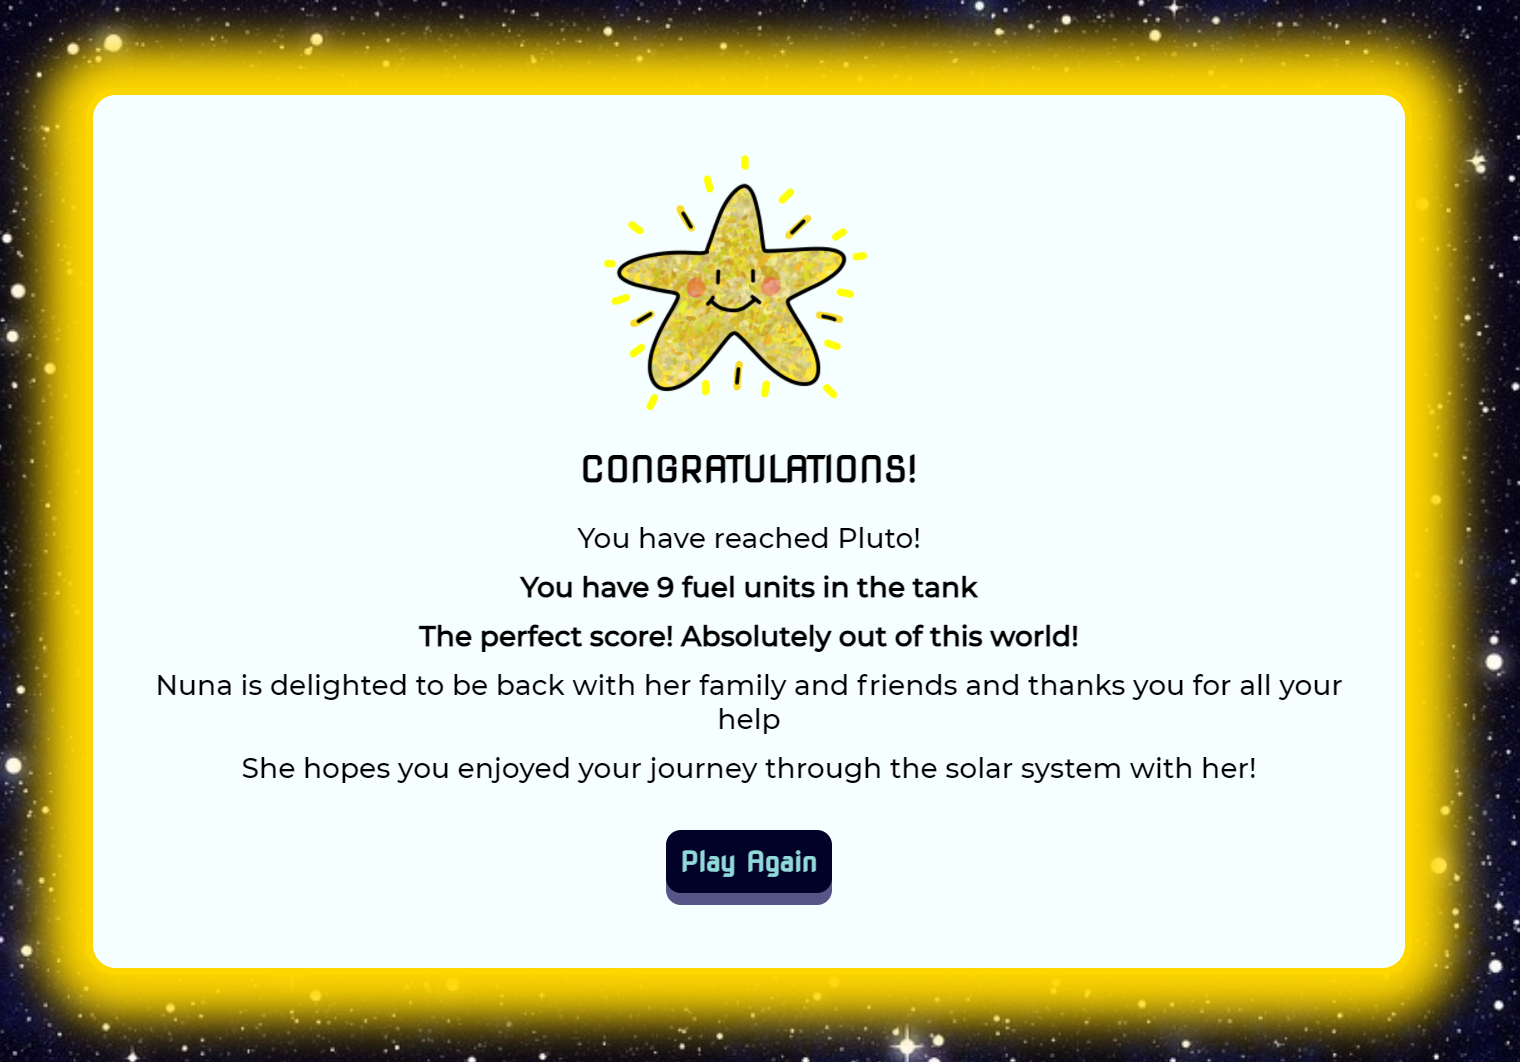 CONGRATULATIONS!
You have reached Pluto!
You have 9 fuel units in the tank
The perfect score! Absolutely out of this world!
Nuna is delighted to be back with her family and friends and thanks you for all your
help
She hopes you enjoyed your journey through the solar system with her!
Play Again